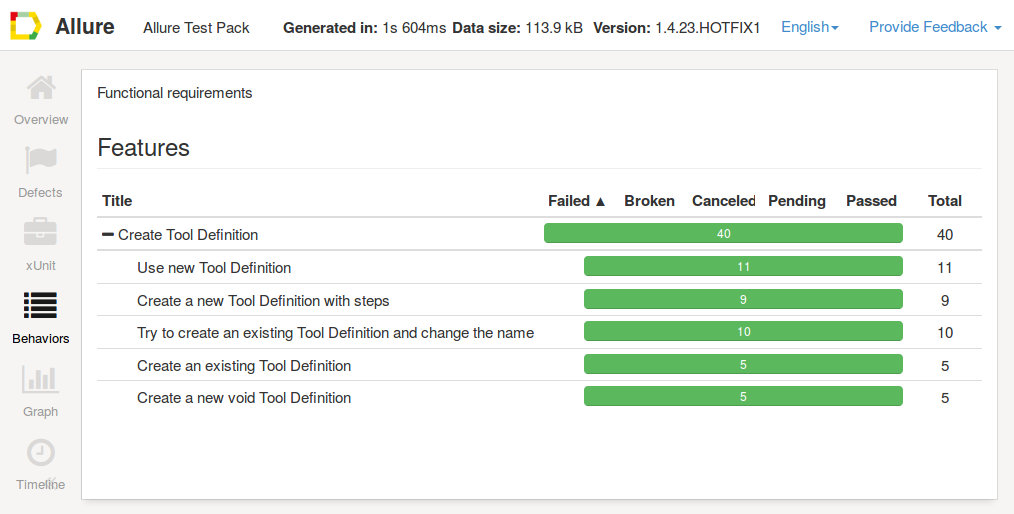 Allure Allure Test Pack Generated in: 1s 604ms Data size: 113.9 kB Version: 1.4.23.HOTFIX1 English Provide Feedback
Overview
Defects
xUnit
Behaviors
Graph
Timeline
Functional requirements
Features
Title Failed ▲ Broken Canceled Pending Passed Total
Create Tool Definition 40 40
Use new Tool Definition 11 11
Create a new Tool Definition with steps 9 9
Try to create an existing Tool Definition and change the name 10 10
Create an existing Tool Definition 5 5
Create a new void Tool Definition 5 5